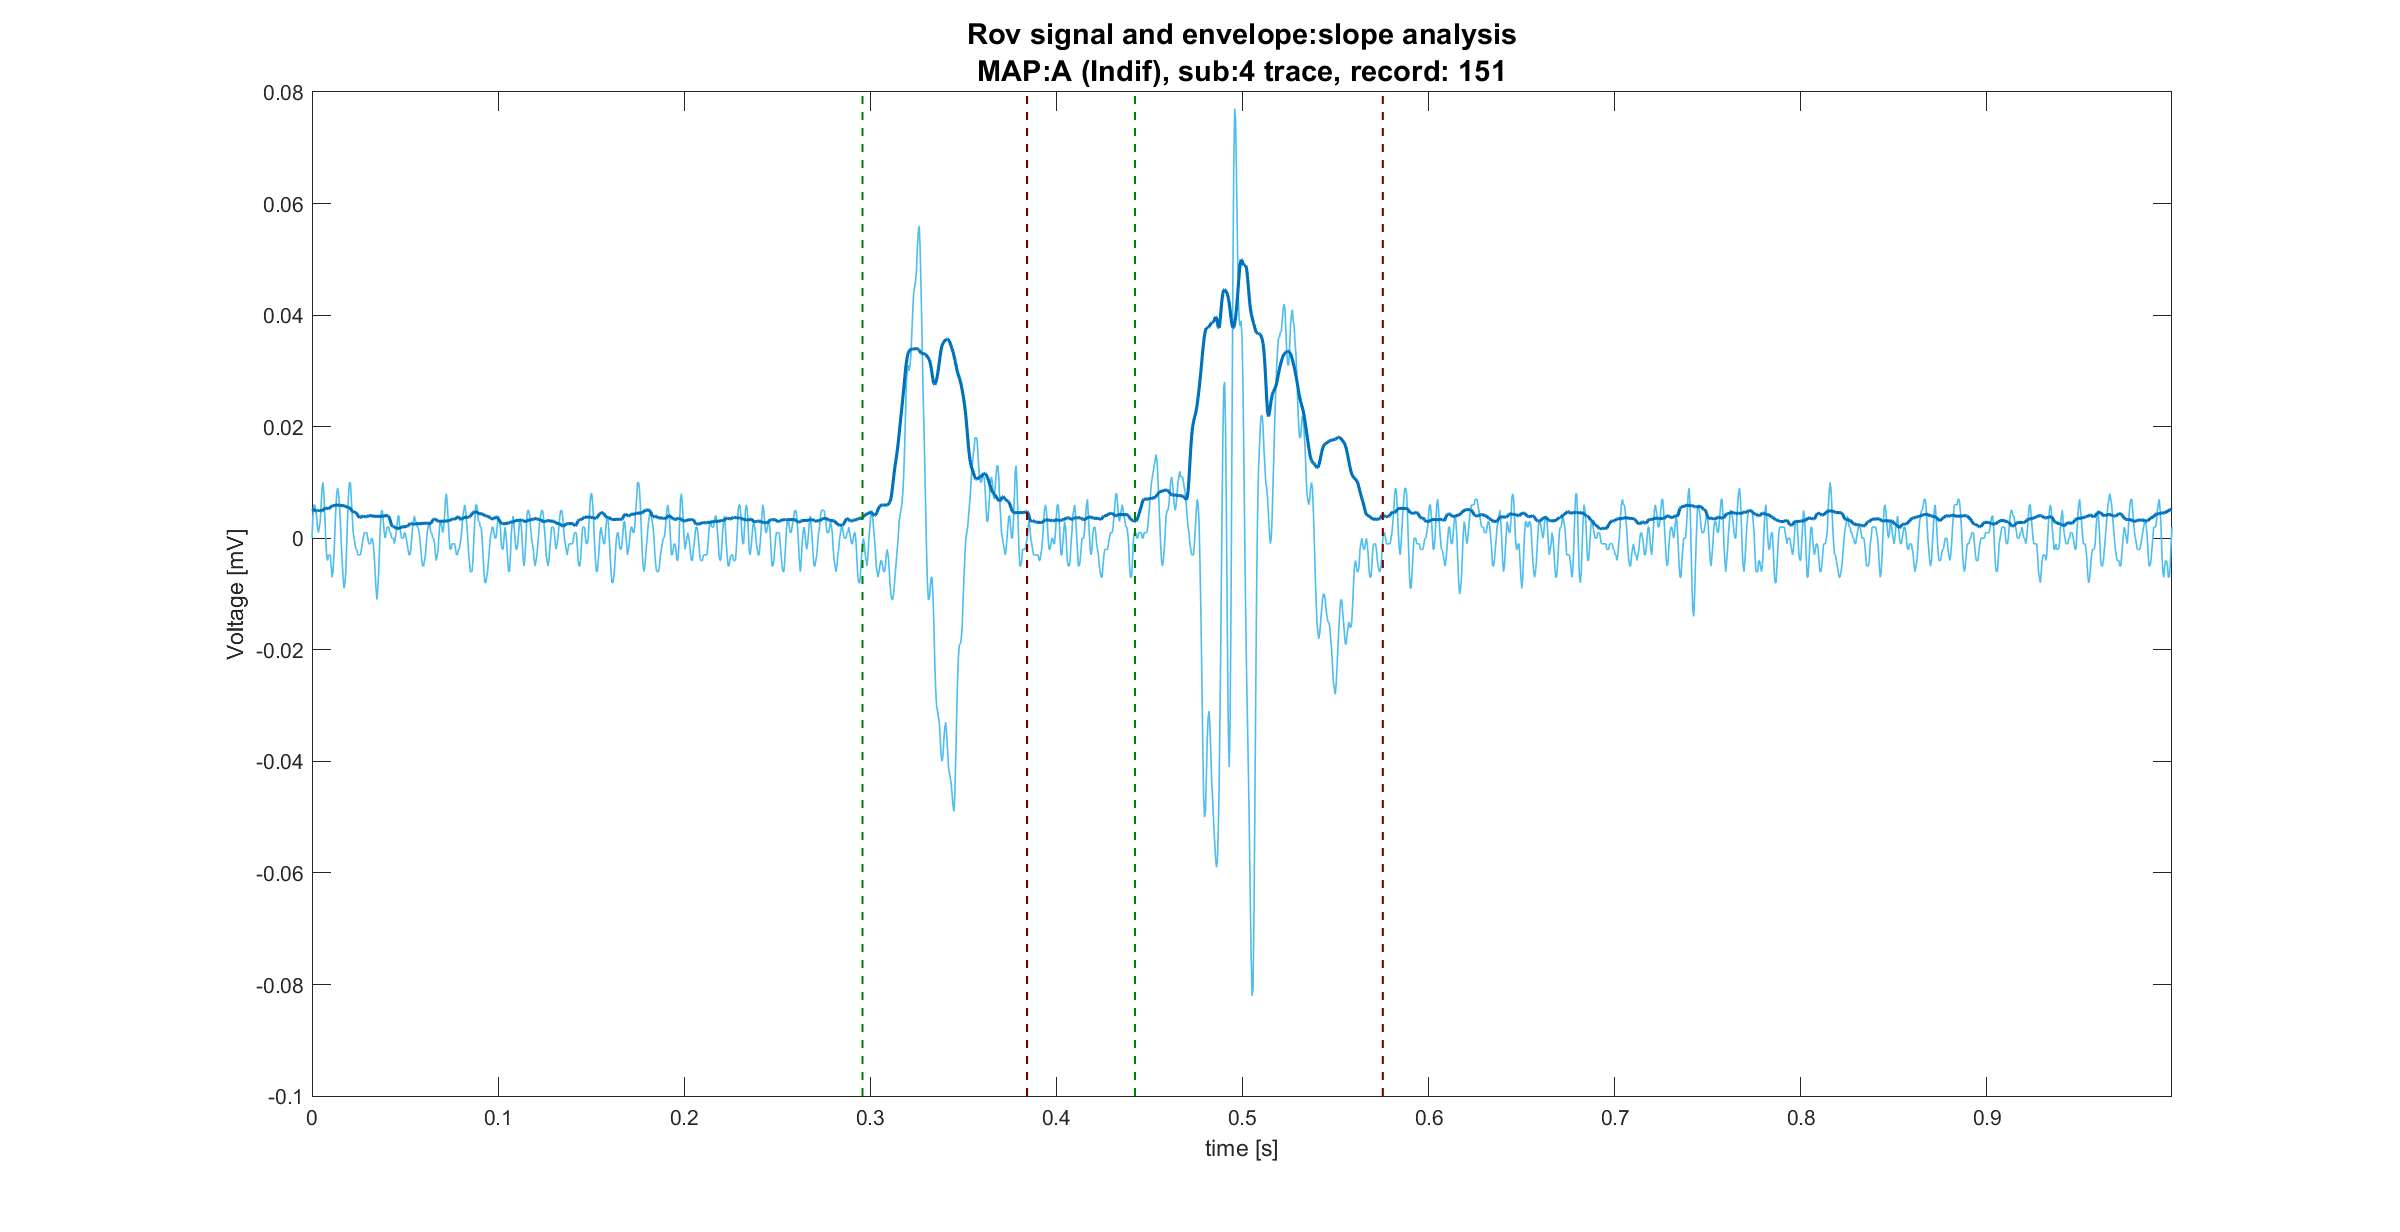 Rov signal and envelope:slope analysis
MAP:A (Indif), sub:4 trace, record: 151
0.08
0.06
0.04
0.02
0
-0.02
-0.04
-0.06
-0.08
-0.1
Voltage [mV]
0 0.1 0.2 0.3 0.4 0.5 0.6 0.7 0.8 0.9
time [s]